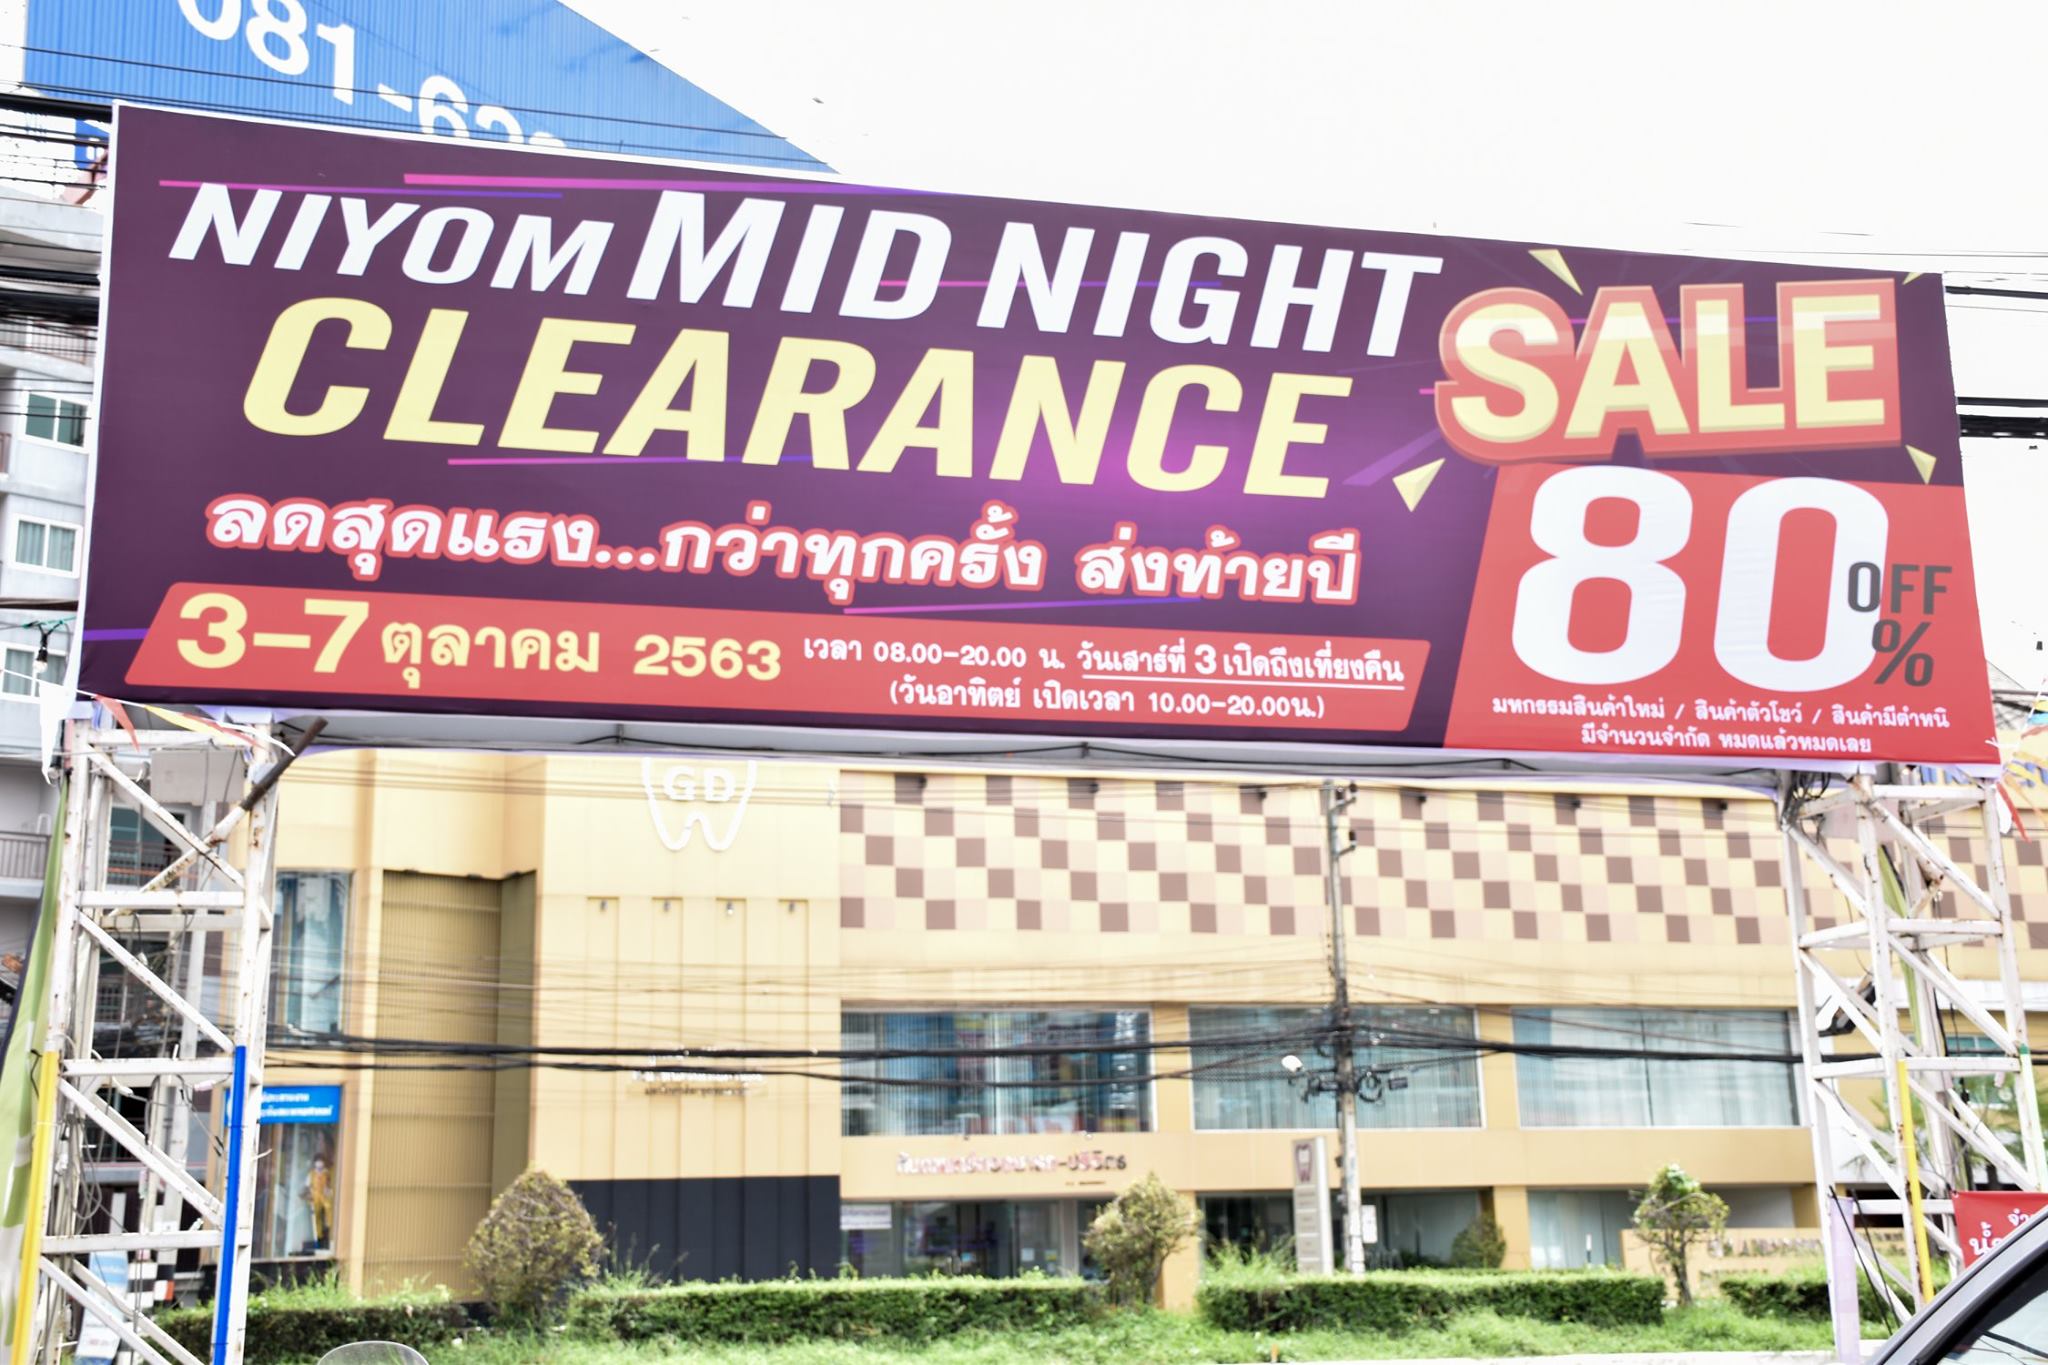 081-62
NIYOM MID NIGHT
CLEARANCE
SALE
80%
OFF
ลดสุดแรง...กว่าทุกครั้ง ส่งท้ายปี
3-7 ตุลาคม 2563
เวลา 08.00-20.00 น. วันเสาร์ที่ 3 เปิดถึงเที่ยงคืน
(วันอาทิตย์ เปิดเวลา 10.00-20.00น.)
มหกรรมสินค้าใหม่ / สินค้าตัวโชว์ / สินค้ามีตำหนิ
มีจำนวนจำกัด หมดแล้วหมดเลย
GD